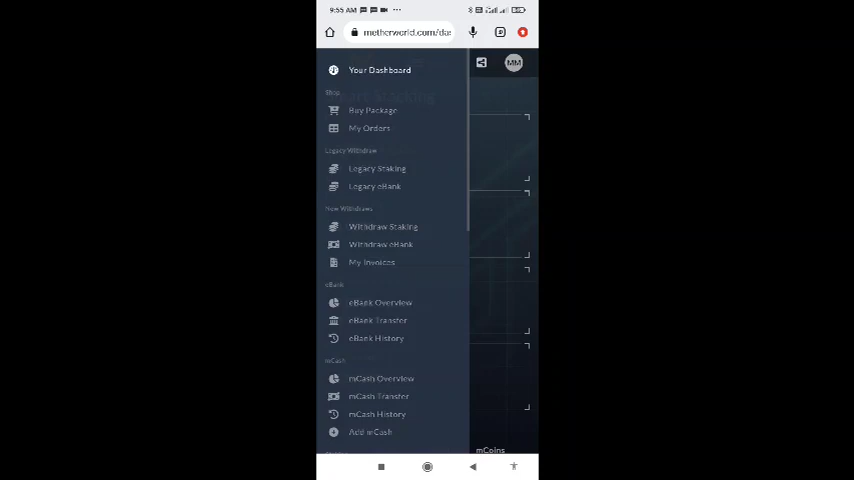 9:55 AM
metherworld.com/da
MM
Your Dashboard
Shop
Buy Package
My Orders
Legacy Withdraw
Legacy Staking
Legacy eBank
New Withdraws
Withdraw Staking
Withdraw eBank
My Invoices
eBank
eBank Overview
eBank Transfer
eBank History
mCash
mCash Overview
mCash Transfer
mCash History
Add mCash
mCoins